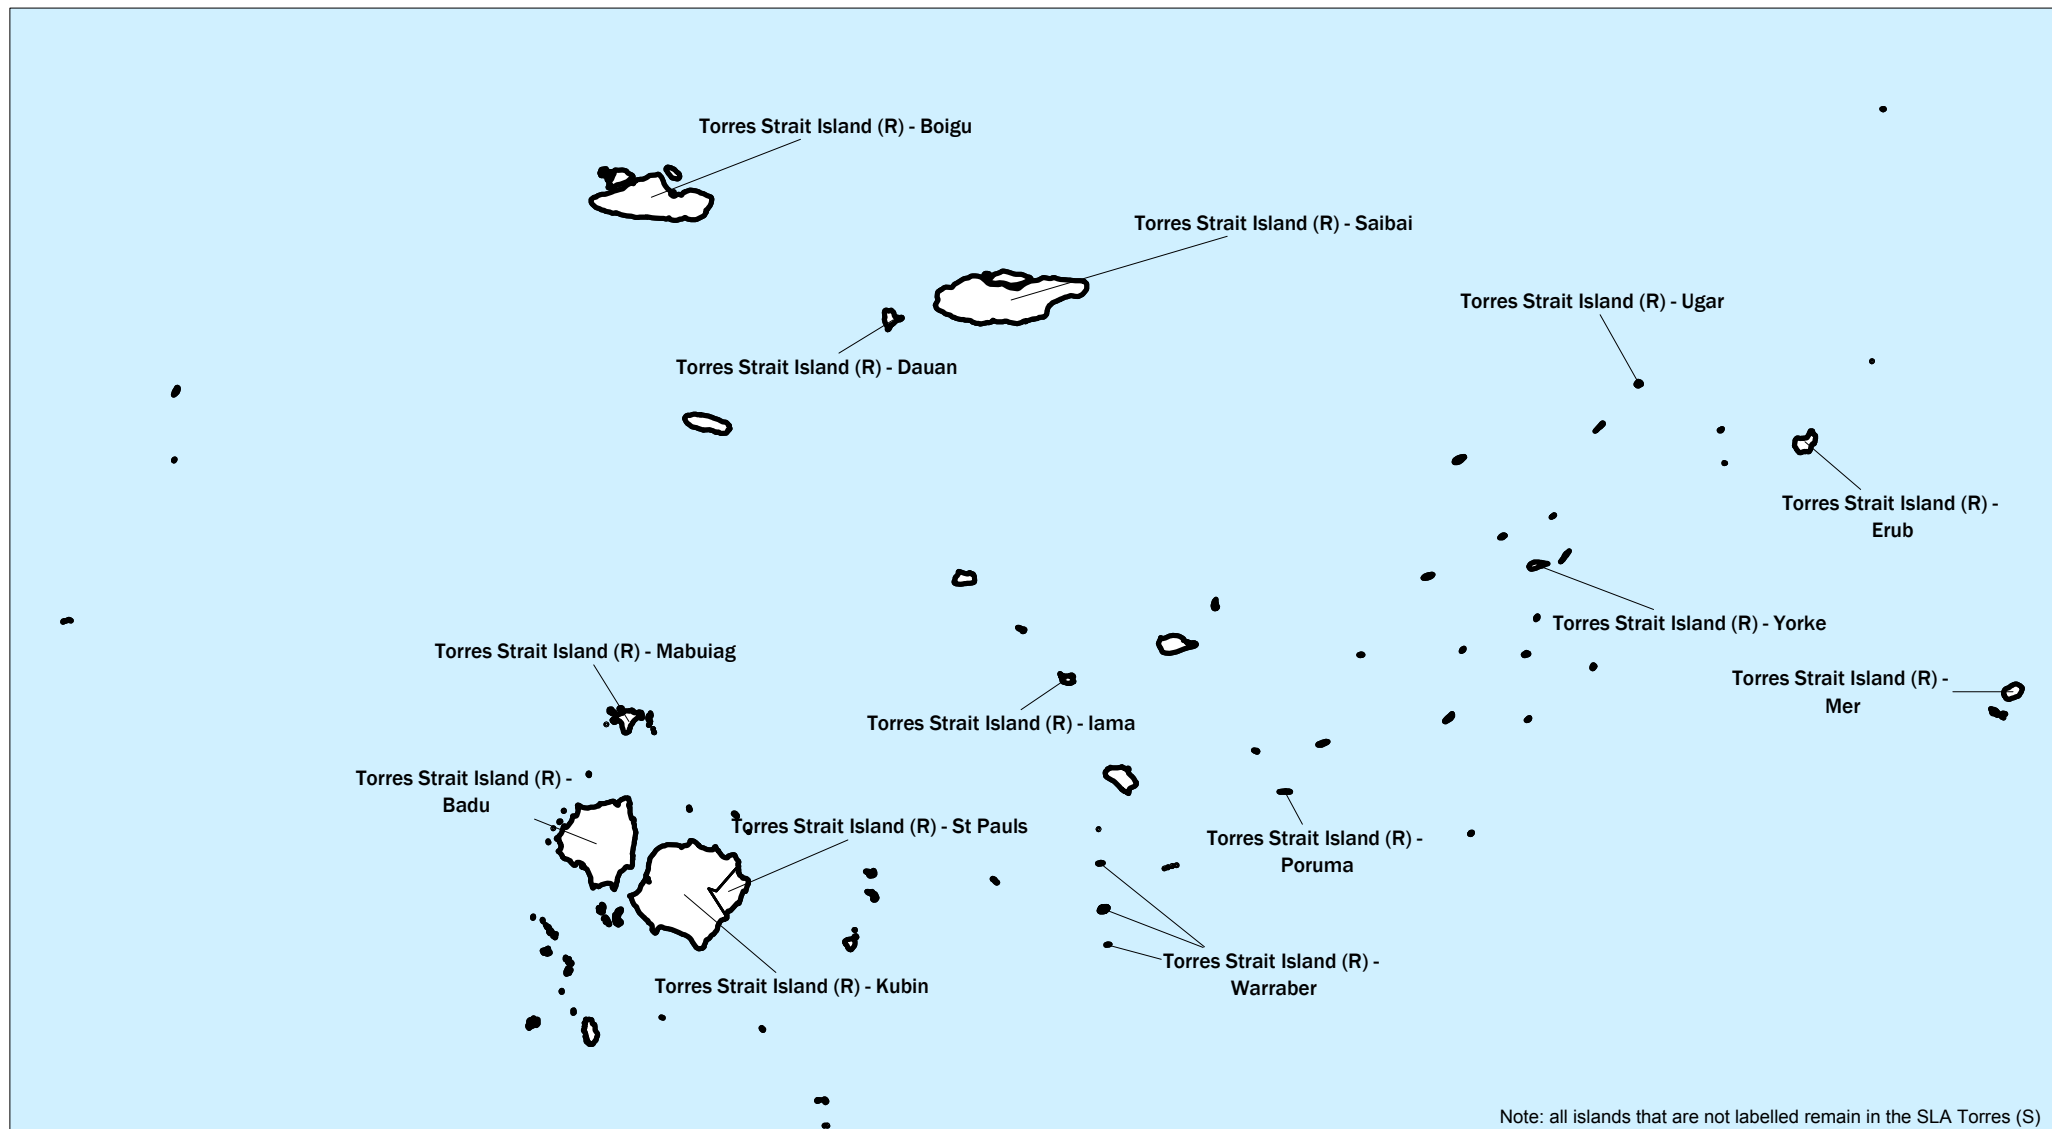 Torres Strait Island (R) - Boigu
Torres Strait Island (R) - Saibai
Torres Strait Island (R) - Ugar
Torres Strait Island (R) - Dauan
Torres Strait Island (R) -
Erub
Torres Strait Island (R) - Yorke
Torres Strait Island (R) - Mabuiag
Torres Strait Island (R) -
Mer
Torres Strait Island (R) - Iama
Torres Strait Island (R) -
Badu
Torres Strait Island (R) - St Pauls
Torres Strait Island (R) -
Poruma
Torres Strait Island (R) -
Warraber
Torres Strait Island (R) - Kubin
Note: all islands that are not labelled remain in the SLA Torres (S)